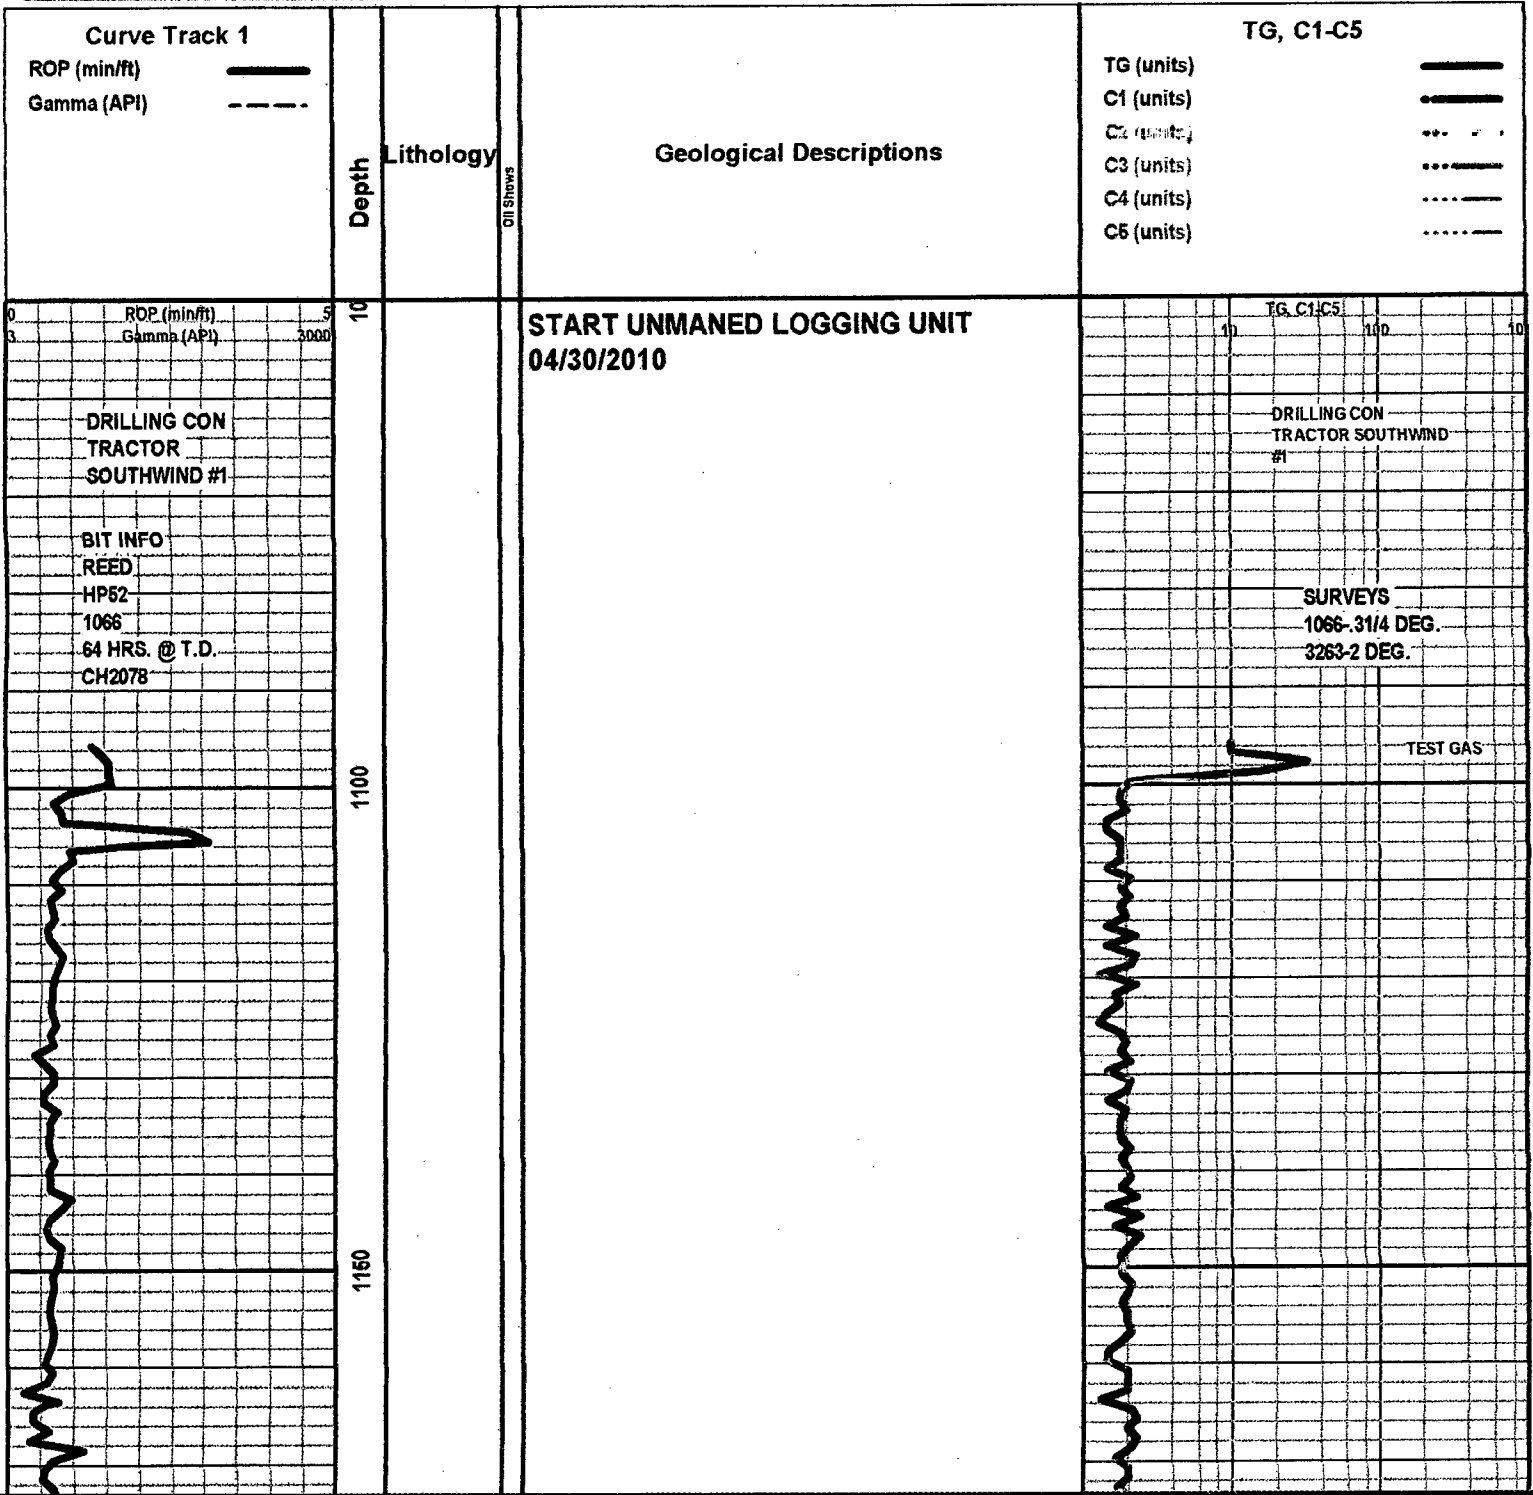 Curve Track 1
ROP (min/ft)
Gamma (API)
Depth
Lithology
Oil Shows
Geological Descriptions
TG, C1-C5
TG (units)
C1 (units)
C2 (units)
C3 (units)
C4 (units)
C5 (units)
0 ROP (min/ft) 5
3 Gamma (API) 3000
10
START UNMANED LOGGING UNIT
04/30/2010
TG, C1-C5
10 100 10
DRILLING CON
TRACTOR
SOUTHWIND #1
DRILLING CON
TRACTOR SOUTHWIND
#1
BIT INFO
REED
HP52
1066
64 HRS. @ T.D.
CH2078
SURVEYS
1066-.31/4 DEG.
3263-2 DEG.
TEST GAS
1100
1150